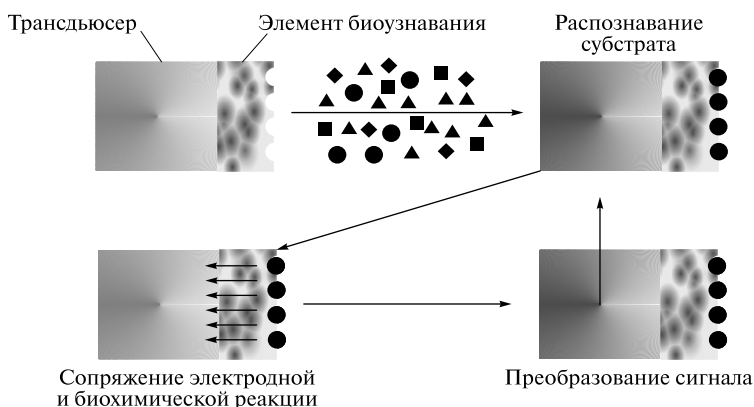 Трансдьюсер
Элемент биоузнавания
Распознавание
субстрата
Сопряжение электродной
и биохимической реакции
Преобразование сигнала